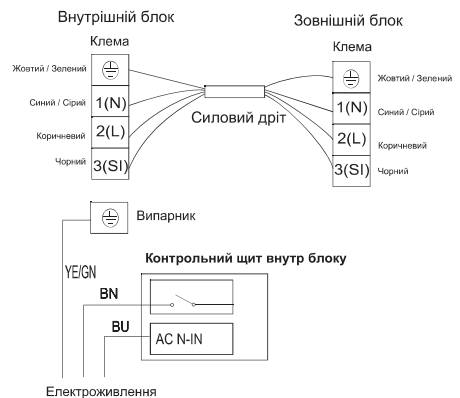 Внутрішній блок
Зовнішній блок
Клема
Клема
Жовтий / Зелений
Жовтий / Зелений
Синий / Сірий
1(N)
1(N)
Синий / Сірий
Силовий дріт
Коричневий
2(L)
2(L)
Коричневий
Чорний
3(SI)
3(SI)
Чорний
Випарник
Контрольний щит внутр блоку
YE/GN
BN
BU
AC N-IN
Електроживлення